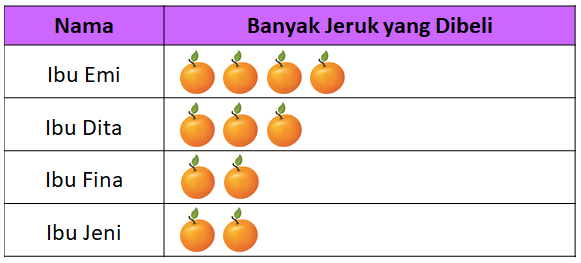 Nama Banyak Jeruk yang Dibeli
Ibu Emi
Ibu Dita
Ibu Fina
Ibu Jeni